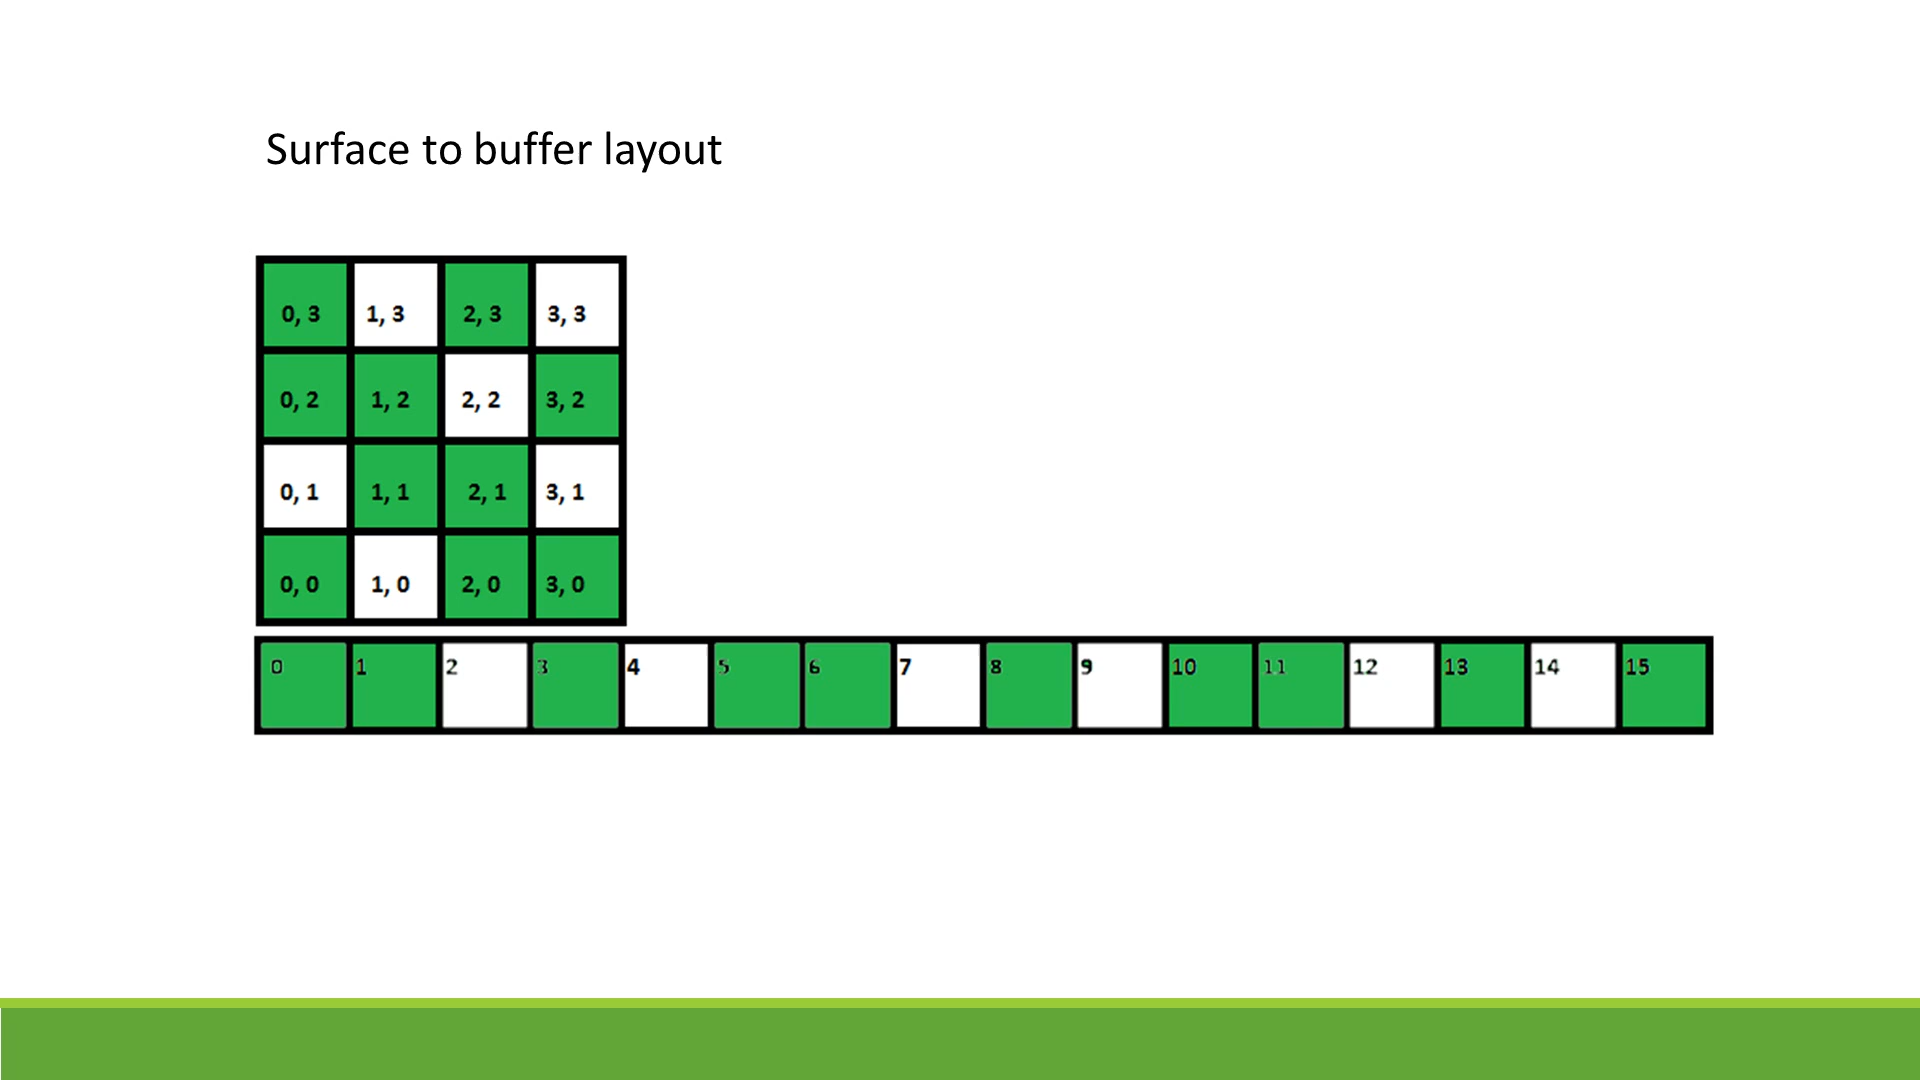 Surface to buffer layout
0, 3 1, 3 2, 3 3, 3
0, 2 1, 2 2, 2 3, 2
0, 1 1, 1 2, 1 3, 1
0, 0 1, 0 2, 0 3, 0
0 1 2 3 4 5 6 7 8 9 10 11 12 13 14 15